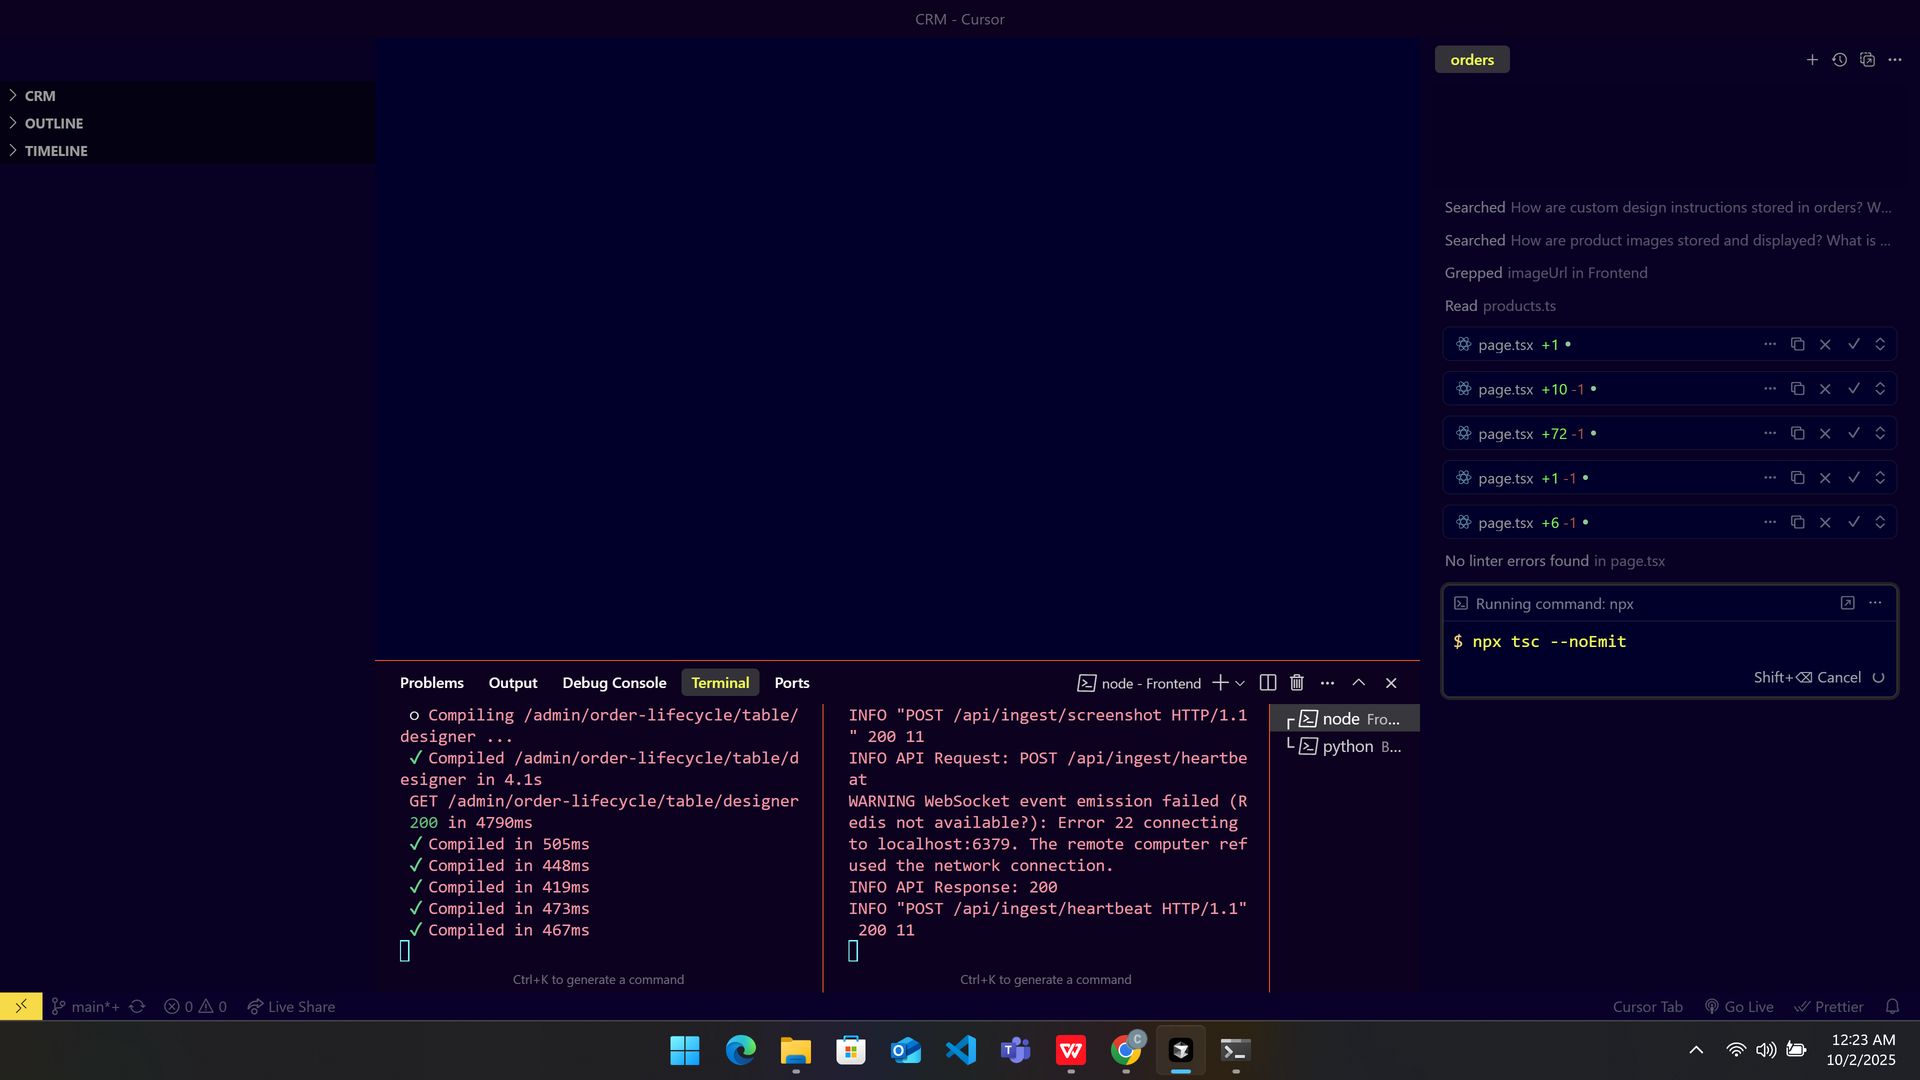 CRM - Cursor
CRM
OUTLINE
TIMELINE
orders
Searched How are custom design instructions stored in orders? W...
Searched How are product images stored and displayed? What is ...
Grepped imageUrl in Frontend
Read products.ts
page.tsx +1
page.tsx +10 -1
page.tsx +72 -1
page.tsx +1 -1
page.tsx +6 -1
No linter errors found in page.tsx
Running command: npx
$ npx tsc --noEmit
Shift+⌫ Cancel
Problems Output Debug Console Terminal Ports
node - Frontend
○ Compiling /admin/order-lifecycle/table/
designer ...
✓ Compiled /admin/order-lifecycle/table/d
esigner in 4.1s
GET /admin/order-lifecycle/table/designer
200 in 4790ms
✓ Compiled in 505ms
✓ Compiled in 448ms
✓ Compiled in 419ms
✓ Compiled in 473ms
✓ Compiled in 467ms
Ctrl+K to generate a command
INFO "POST /api/ingest/screenshot HTTP/1.1
" 200 11
INFO API Request: POST /api/ingest/heartbe
at
WARNING WebSocket event emission failed (R
edis not available?): Error 22 connecting
to localhost:6379. The remote computer ref
used the network connection.
INFO API Response: 200
INFO "POST /api/ingest/heartbeat HTTP/1.1"
200 11
Ctrl+K to generate a command
node Fro...
python B...
main*+ 0 0 Live Share
Cursor Tab Go Live Prettier
12:23 AM
10/2/2025